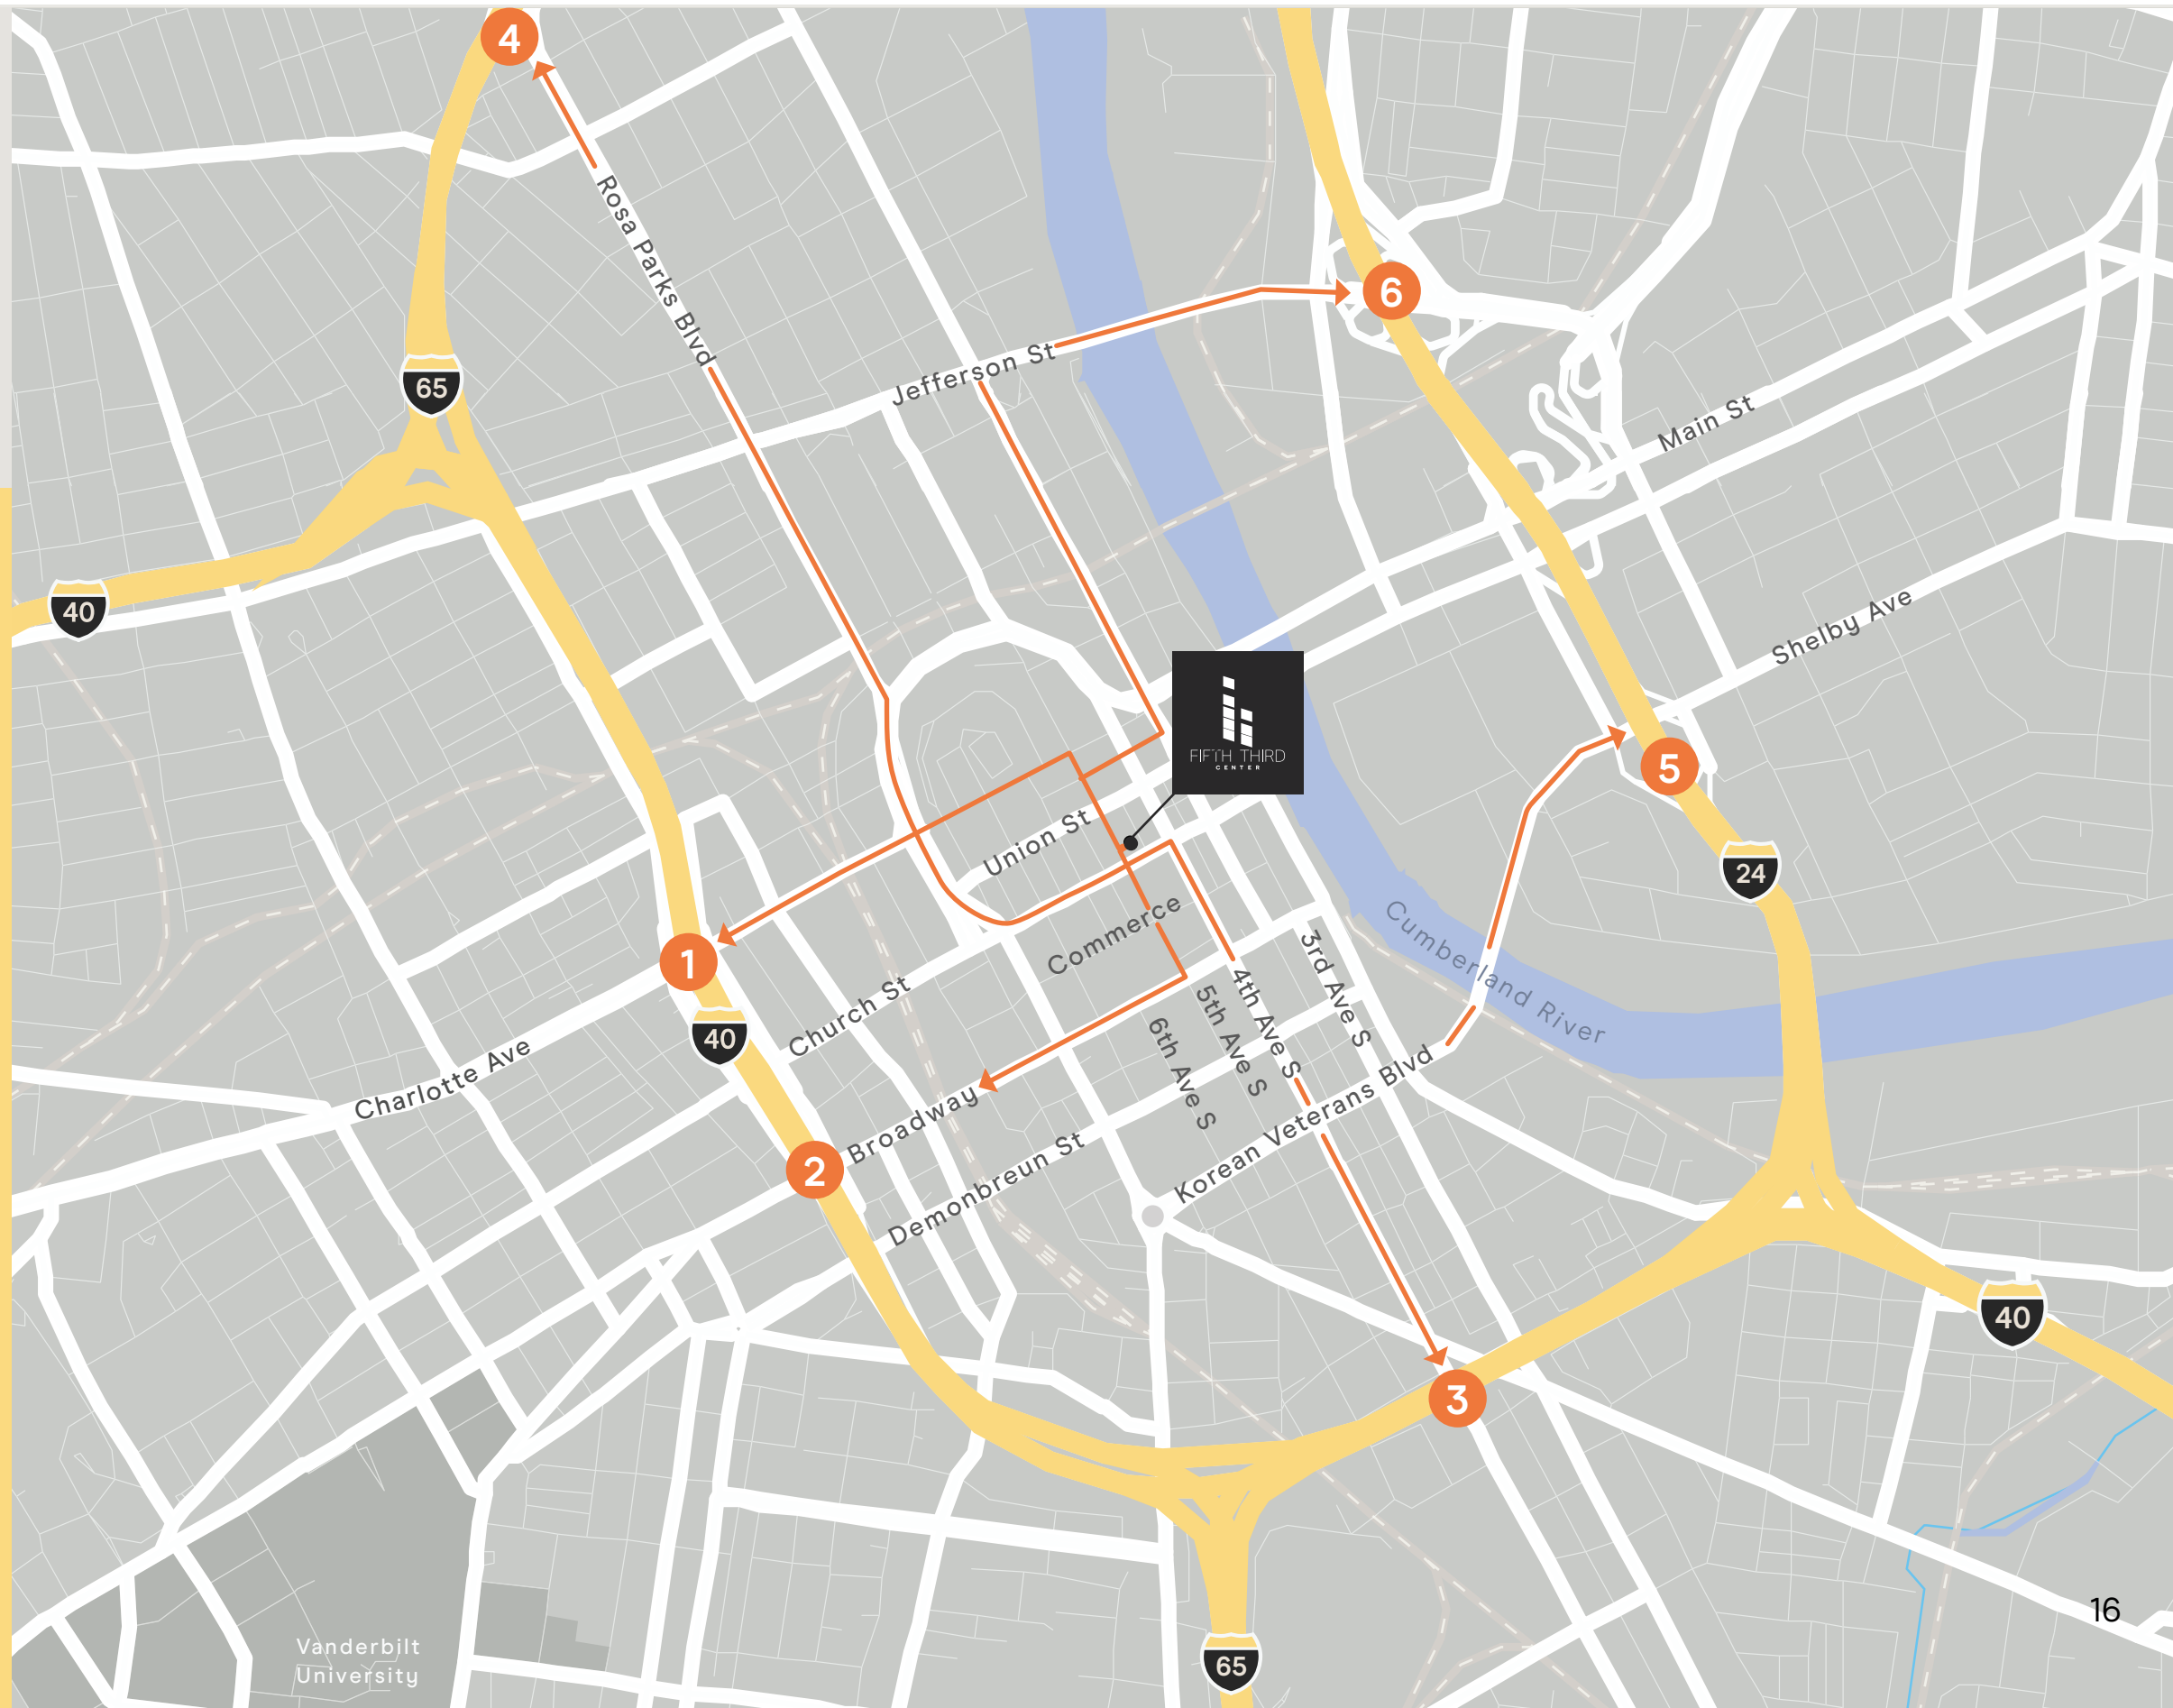 4
Rosa Parks Blvd
6
Jefferson St
65
Main St
40
Shelby Ave
FIFTH THIRD
CENTER
5
Union St
24
Commerce
Cumberland River
3rd Ave S
4th Ave S
5th Ave S
6th Ave S
1
40
Church St
Charlotte Ave
Broadway
2
Demonbreun St
Korean Veterans Blvd
40
3
16
Vanderbilt
University
65